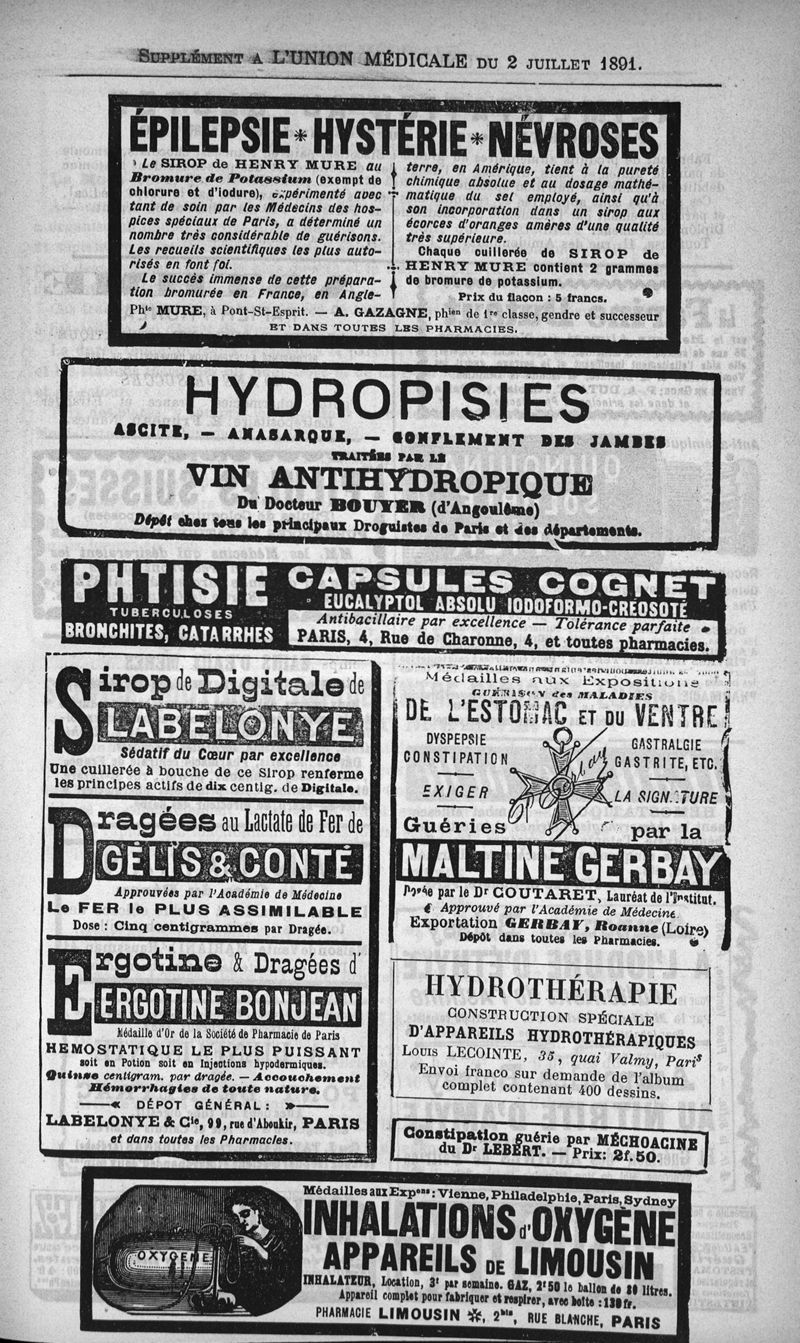 SUPPLÉMENT A L'UNION MÉDICALE DU 2 JUILLET 1891.
ÉPILEPSIE * HYSTÉRIE * NÉVROSES
Le SIROP de HENRY MURE au
Bromure de Potassium (exempt de
chlorure et d'iodure), expérimenté avec
tant de soin par les Médecins des hos-
pices spéciaux de Paris, a déterminé un
nombre très considérable de guérisons.
Les recueils scientifiques les plus auto-
risés en font foi.
Le succès immense de cette prépara-
tion bromurée en France, en Angle-
terre, en Amérique, tient à la pureté
chimique absolue et au dosage mathé-
matique du sel employé, ainsi qu'à
son incorporation dans un sirop aux
écorces d'oranges amères d'une qualité
très supérieure.
Chaque cuillerée de SIROP de
HENRY MURE contient 2 grammes
de bromure de potassium.
Prix du flacon : 5 francs.
Phie MURE, à Pont-St-Esprit. — A. GAZAGNE, phien de 1re classe, gendre et successeur
ET DANS TOUTES LES PHARMACIES.
HYDROPISIES
ASCITE, — ANASARQUE, — GONFLEMENT DES JAMBES
TRAITÉES PAR LE
VIN ANTIHYDROPIQUE
Du Docteur BOUYER (d'Angoulême)
Dépôt chez tous les principaux Droguistes de Paris et des départements.
PHTISIE
TUBERCULOSES
BRONCHITES, CATARRHES
CAPSULES COGNET
EUCALYPTOL ABSOLU IODOFORMO-CREOSOTÉ
Antibacillaire par excellence — Tolérance parfaite
PARIS, 4, Rue de Charonne, 4, et toutes pharmacies.
Sirop de Digitale de
LABELONYE
Sédatif du Cœur par excellence
Une cuillerée à bouche de ce Sirop renferme
les principes actifs de dix centig. de Digitale.
Dragées au Lactate de Fer de
GÉLIS & CONTÉ
Approuvées par l'Académie de Médecine
Le FER le PLUS ASSIMILABLE
Dose : Cinq centigrammes par Dragée.
Ergotine & Dragées d'
ERGOTINE BONJEAN
Médaille d'Or de la Société de Pharmacie de Paris
HEMOSTATIQUE LE PLUS PUISSANT
soit en Potion soit en Injections hypodermiques.
Quinze centigram. par dragée. — Accouchement
Hémorrhagies de toute nature.
DÉPOT GÉNÉRAL :
LABELONYE & Cie, 99, rue d'Aboukir, PARIS
et dans toutes les Pharmacies.
Médailles aux Expositions
GUÉRISON des MALADIES
DE L'ESTOMAC ET DU VENTRE
DYSPEPSIE
CONSTIPATION
EXIGER
GASTRALGIE
GASTRITE, ETC.
LA SIGNATURE
Guéries par la
MALTINE GERBAY
Dosée par le Dr COUTARET, Lauréat de l'Institut.
Approuvé par l'Académie de Médecine
Exportation GERBAY, Roanne (Loire)
Dépôt dans toutes les Pharmacies.
HYDROTHÉRAPIE
CONSTRUCTION SPÉCIALE
D'APPAREILS HYDROTHÉRAPIQUES
Louis LECOINTE, 35, quai Valmy, Paris
Envoi franco sur demande de l'album
complet contenant 400 dessins.
Constipation guérie par MÉCHOACINE
du Dr LEBERT. — Prix: 2f.50.
OXYGENE
Médailles aux Expons : Vienne, Philadelphie, Paris, Sydney
INHALATIONS d'OXYGÈNE
APPAREILS DE LIMOUSIN
INHALATEUR, Location, 3f par semaine. GAZ, 2f50 le ballon de 30 litres.
Appareil complet pour fabriquer et respirer, avec boîte : 130 fr.
PHARMACIE LIMOUSIN, 2bis, RUE BLANCHE, PARIS